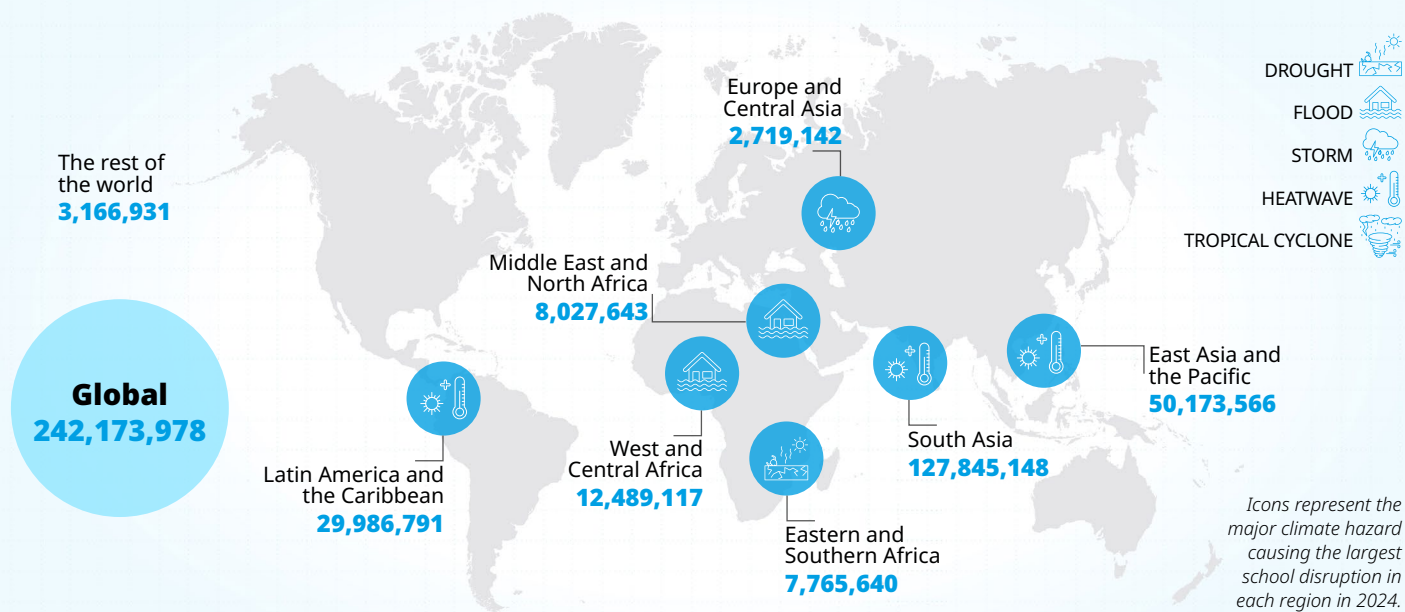 Europe and
Central Asia
2,719,142
DROUGHT
FLOOD
STORM
HEATWAVE
TROPICAL CYCLONE
The rest of
the world
3,166,931
Middle East and
North Africa
8,027,643
Global
242,173,978
East Asia and
the Pacific
50,173,566
South Asia
127,845,148
West and
Central Africa
12,489,117
Latin America and
the Caribbean
29,986,791
Eastern and
Southern Africa
7,765,640
Icons represent the
major climate hazard
causing the largest
school disruption in
each region in 2024.